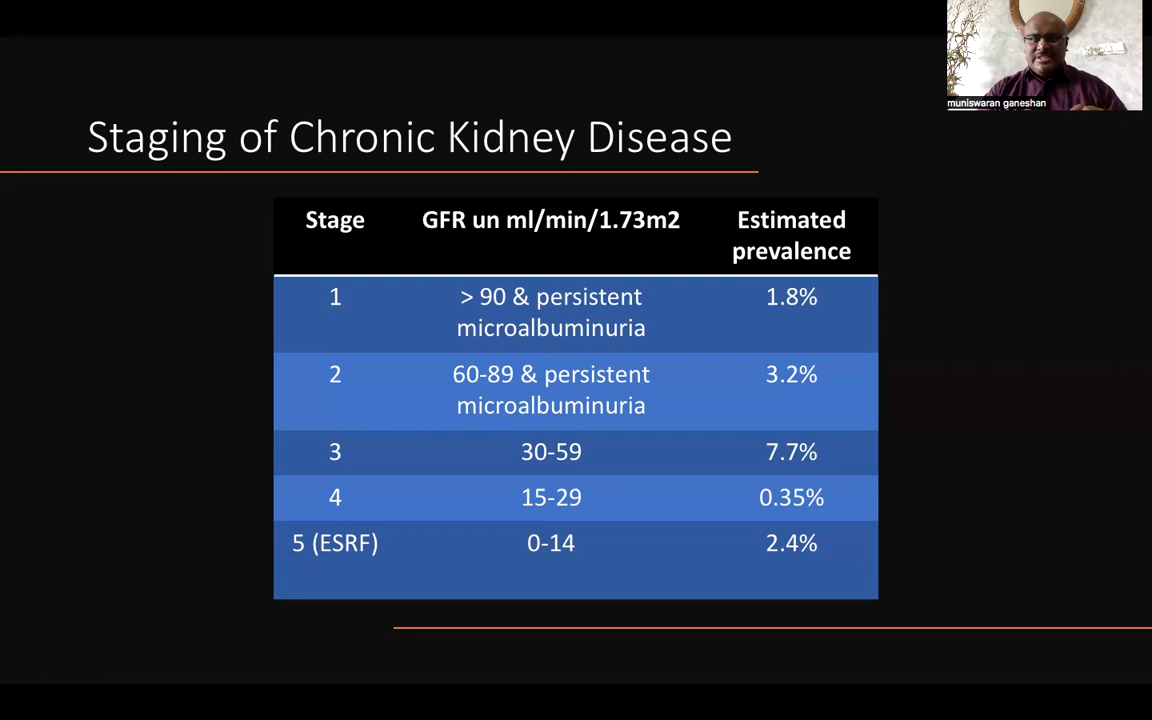 muniswaran ganeshan
Staging of Chronic Kidney Disease
Stage GFR un ml/min/1.73m2 Estimated
prevalence
1 > 90 & persistent 1.8%
microalbuminuria
2 60-89 & persistent 3.2%
microalbuminuria
3 30-59 7.7%
4 15-29 0.35%
5 (ESRF) 0-14 2.4%